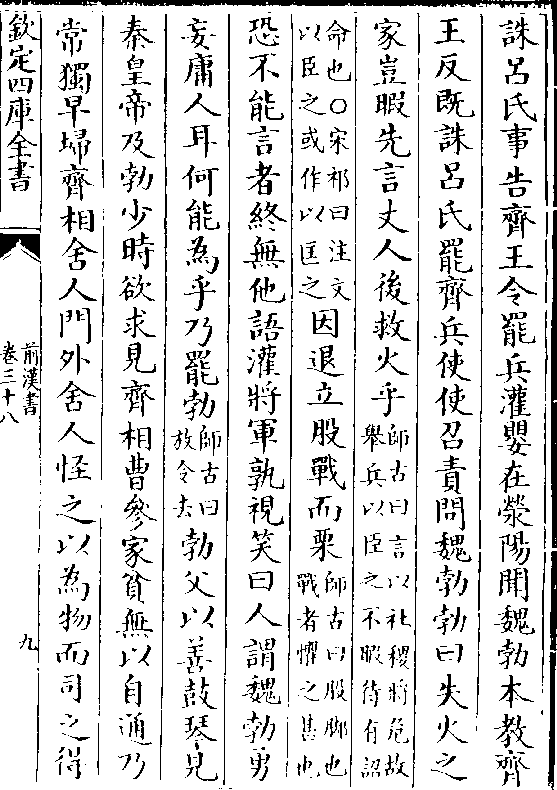 誅吕氏事告齊王令罷兵灌嬰在滎陽聞魏勃本教齊
王反既誅吕氏罷齊兵使使召責問魏勃勃曰失火之
家豈暇先言丈人後救火乎師古曰言以社稷將危故
舉兵以臣之不暇待有詔
命也○宋祁曰注文
以臣之或作以匡之因退立股戰而栗師古曰股脚也
戰者懼之甚也
恐不能言者終無他語灌將軍孰視笑曰人謂魏勃勇
妄庸人耳何能為乎乃罷勃師古曰
放令去勃父以善鼓琴見
秦皇帝及勃少時欲求見齊相曹參家貧無以自通乃
常獨早埽齊相舍人門外舍人怪之以為物而司之得
欽定四庫全書
前漢書
卷三十八
九